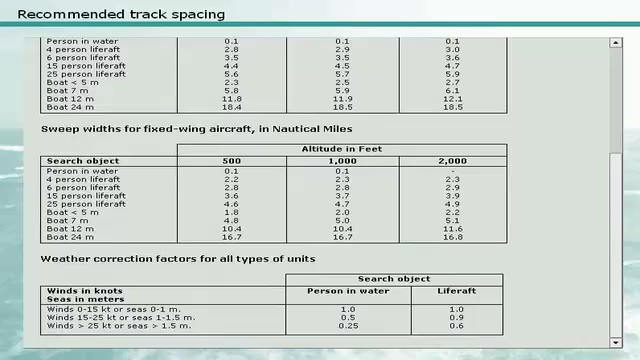 Recommended track spacing
Person in water 0.1 0.1 0.1
4 person liferaft 2.8 2.9 3.0
6 person liferaft 3.5 3.5 3.6
15 person liferaft 4.4 4.5 4.7
25 person liferaft 5.6 5.7 5.9
Boat < 5 m 2.3 2.5 2.7
Boat 7 m 5.8 5.9 6.1
Boat 12 m 11.8 11.9 12.1
Boat 24 m 18.4 18.5 18.5
Sweep widths for fixed-wing aircraft, in Nautical Miles
Altitude in Feet
Search object 500 1,000 2,000
Person in water 0.1 0.1 -
4 person liferaft 2.2 2.3 2.3
6 person liferaft 2.8 2.8 2.9
15 person liferaft 3.6 3.7 3.9
25 person liferaft 4.6 4.7 4.9
Boat < 5 m 1.8 2.0 2.2
Boat 7 m 4.8 5.0 5.1
Boat 12 m 10.4 10.4 11.6
Boat 24 m 16.7 16.7 16.8
Weather correction factors for all types of units
Search object
Winds in knots Person in water Liferaft
Seas in meters
Winds 0-15 kt or seas 0-1 m. 1.0 1.0
Winds 15-25 kt or seas 1-1.5 m. 0.5 0.9
Winds > 25 kt or seas > 1.5 m. 0.25 0.6